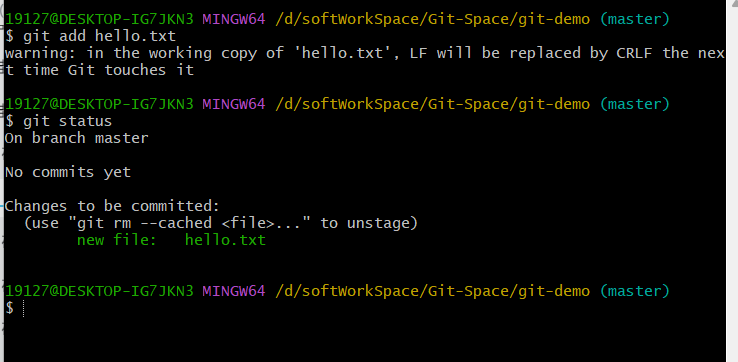 19127@DESKTOP-IG7JKN3 MINGW64 /d/softWorkSpace/Git-Space/git-demo (master)
$ git add hello.txt
warning: in the working copy of 'hello.txt', LF will be replaced by CRLF the nex
t time Git touches it
19127@DESKTOP-IG7JKN3 MINGW64 /d/softWorkSpace/Git-Space/git-demo (master)
$ git status
On branch master
No commits yet
Changes to be committed:
  (use "git rm --cached <file>..." to unstage)
        new file:   hello.txt
19127@DESKTOP-IG7JKN3 MINGW64 /d/softWorkSpace/Git-Space/git-demo (master)
$